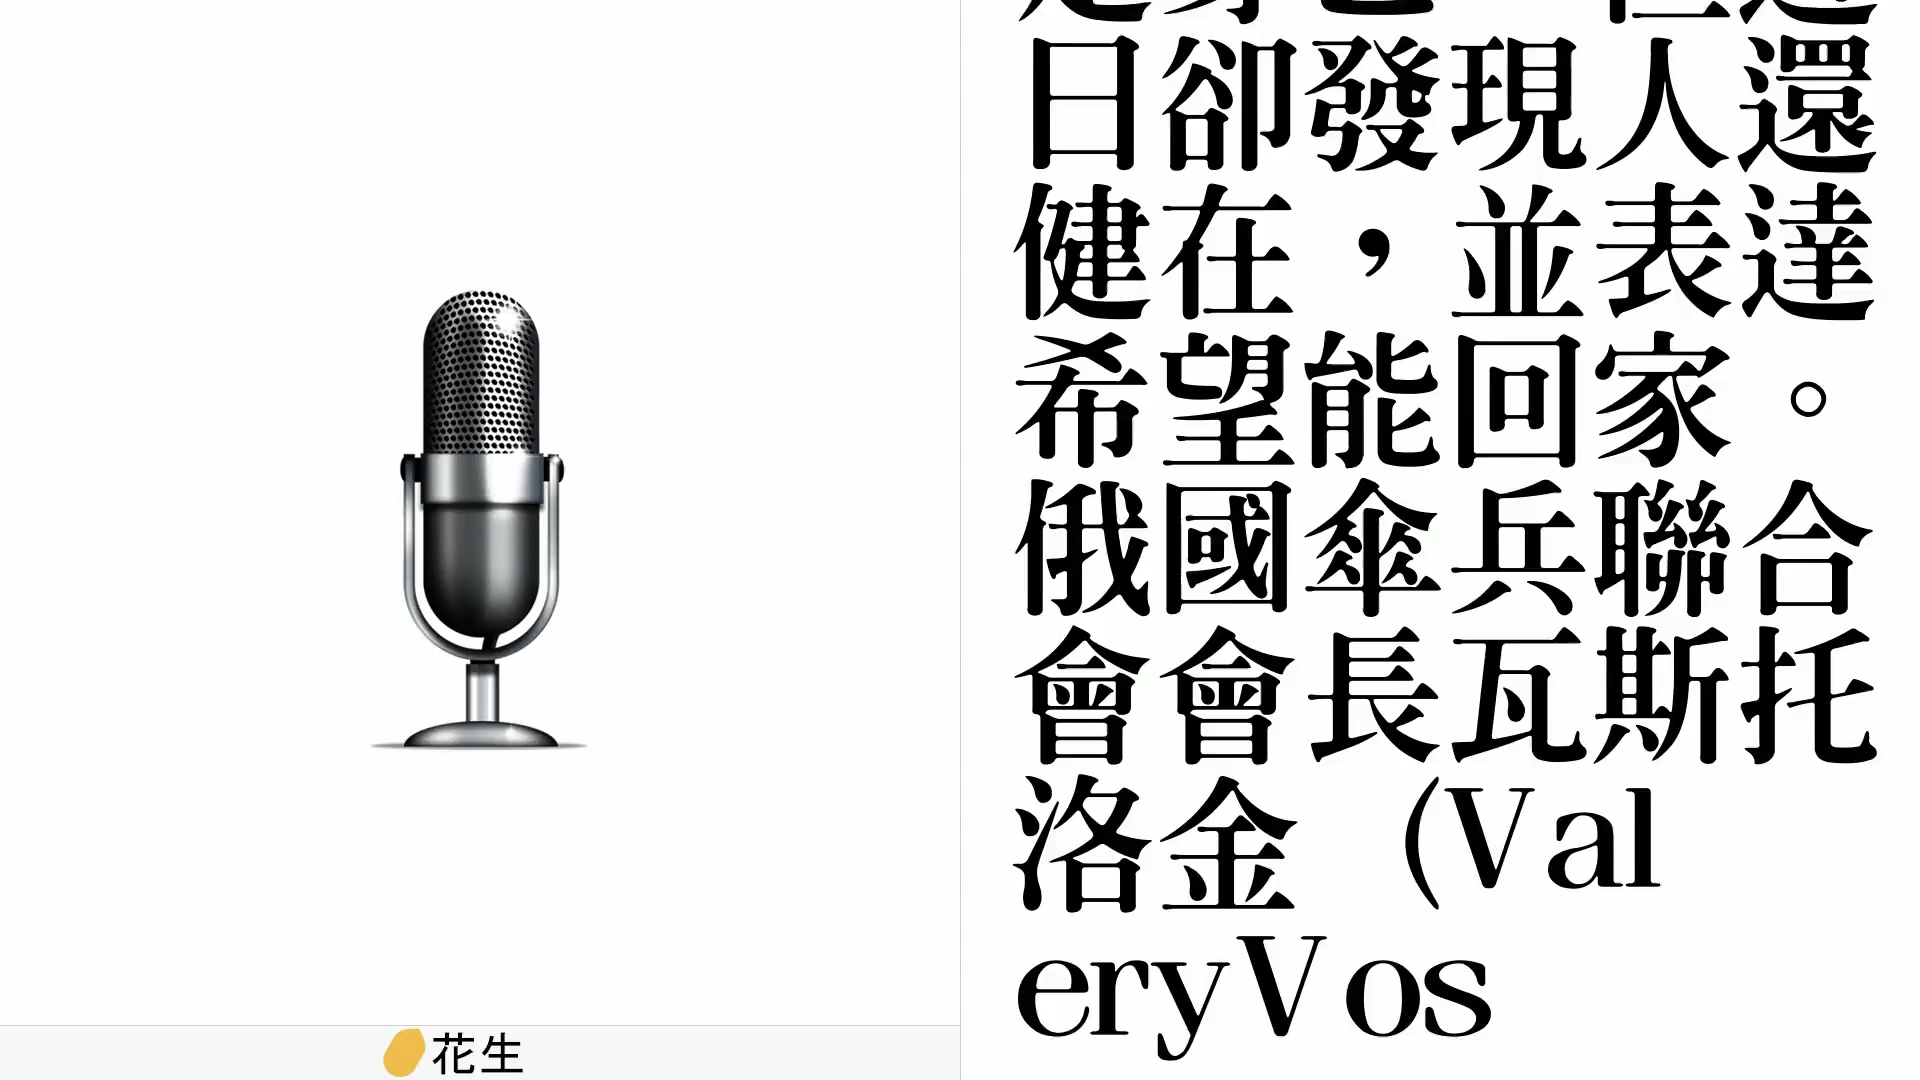 日卻發現人還
健在，並表達
希望能回家。
俄國傘兵聯合
會會長瓦斯托
洛金（Val
eryVos
花生